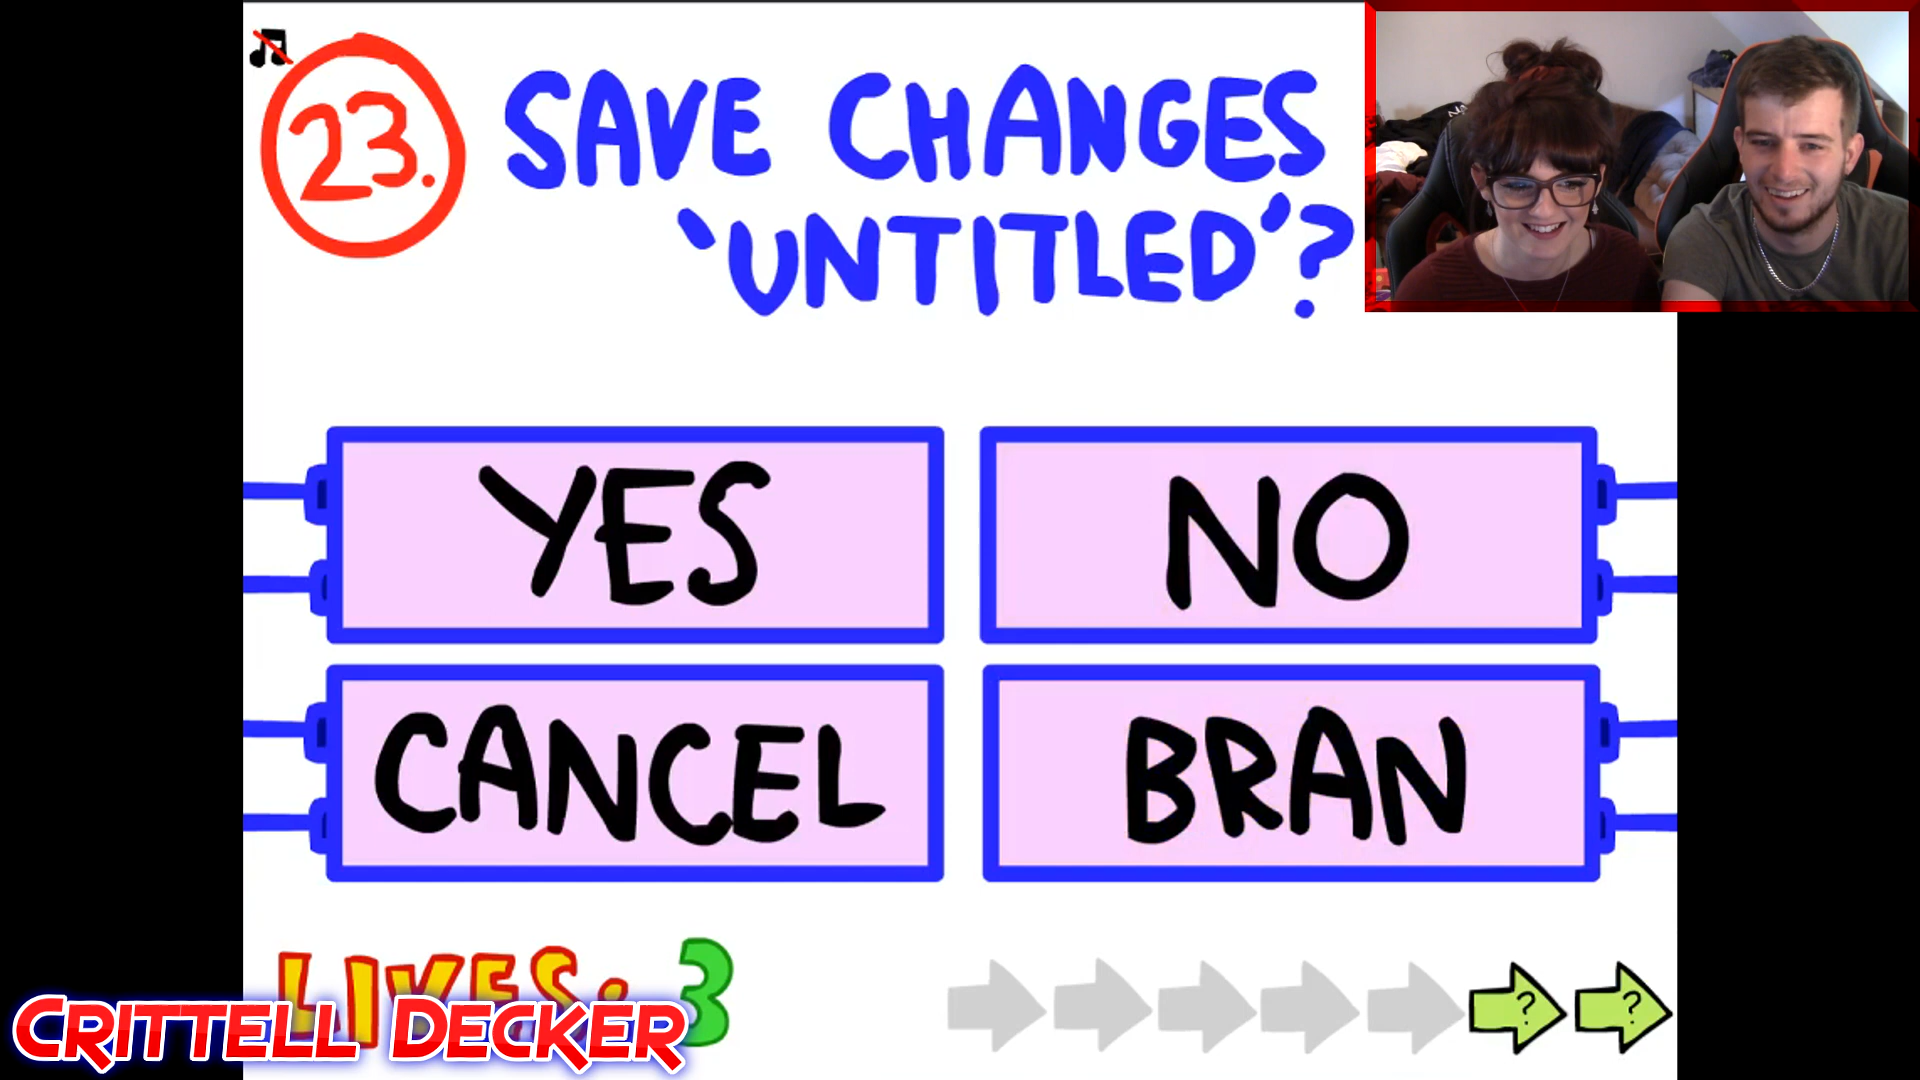 23.
SAVE CHANGES
'UNTITLED'?
YES
NO
CANCEL
BRAN
LIVES: 3
? ?
CRITTELL DECKER